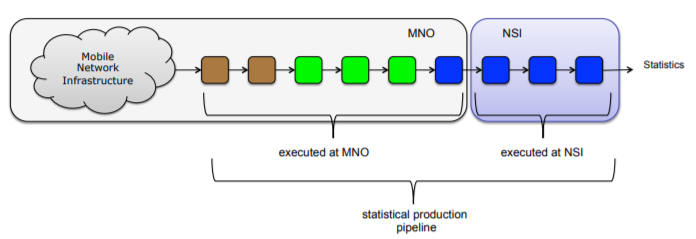 MNO
NSI
Mobile
Network
Infrastructure
Statistics
executed at MNO
executed at NSI
statistical production
pipeline